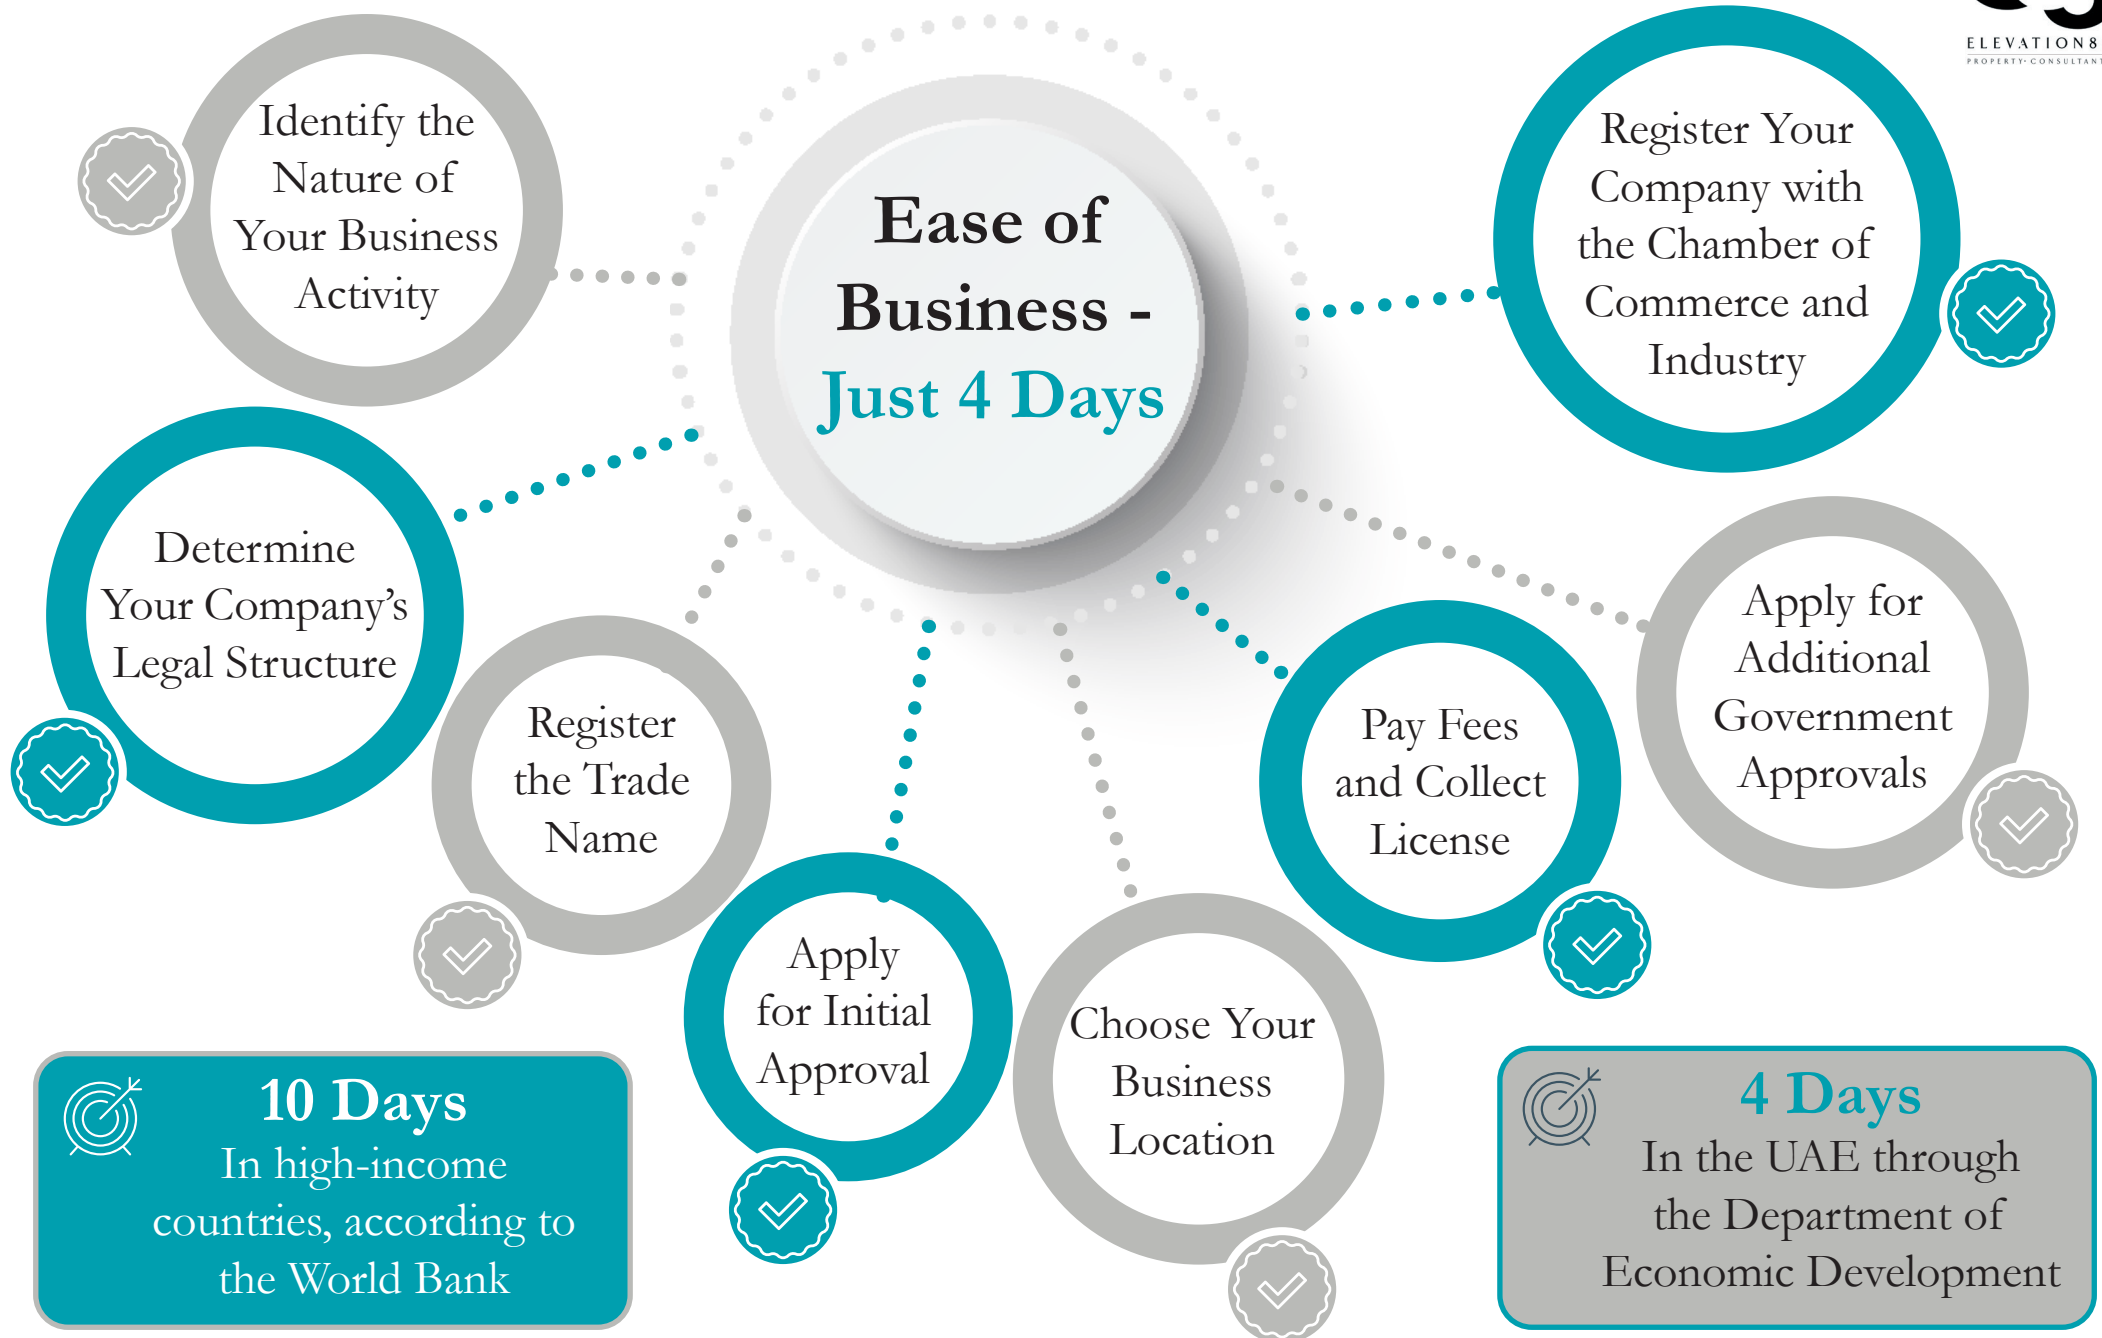 Identify the
Nature of
Your Business
Activity
Ease of
Business -
Just 4 Days
ELEVATION8
Register Your
Company with
the Chamber of
Commerce and
Industry
Determine
Your Company’s
Legal Structure
Register
the Trade
Name
Apply
for Initial
Approval
Choose Your
Business
Location
Pay Fees
and Collect
License
Apply for
Additional
Government
Approvals
10 Days
In high-income
countries, according to
the World Bank
4 Days
In the UAE through
the Department of
Economic Development